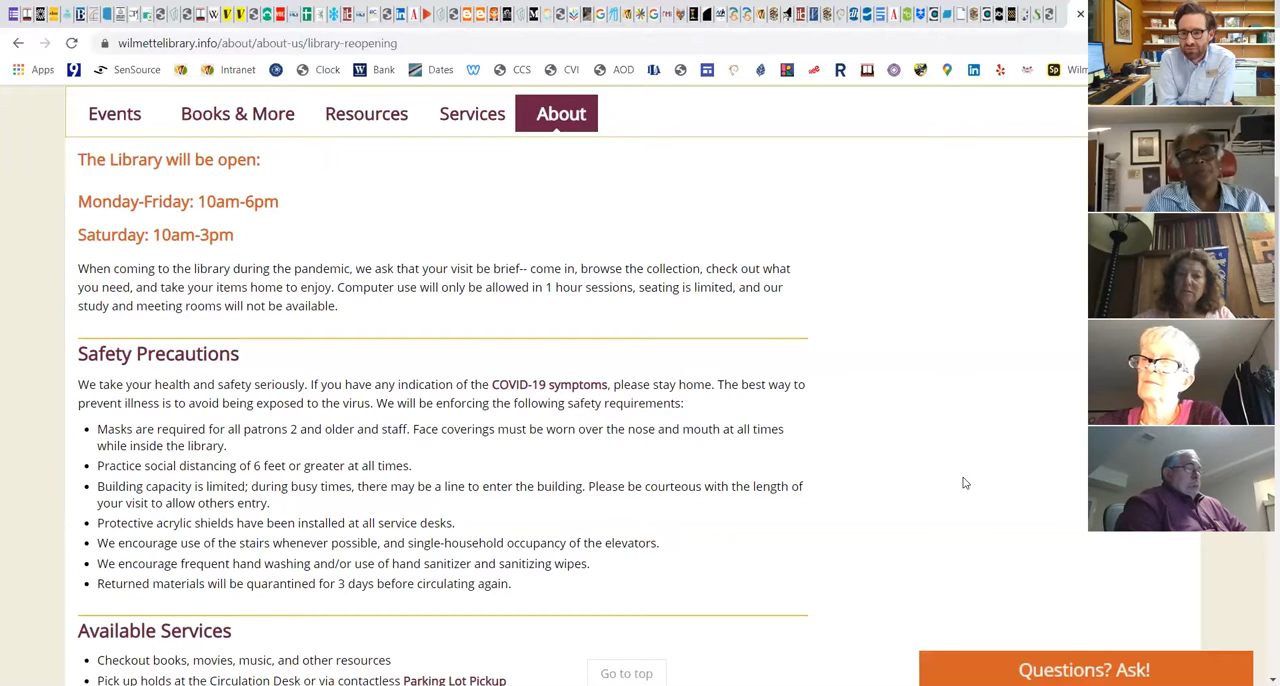 wilmettelibrary.info/about/about-us/library-reopening
Apps SenSource Intranet Clock Bank Dates CCS CVI AOD Wilm
Events Books & More Resources Services About
The Library will be open:
Monday-Friday: 10am-6pm
Saturday: 10am-3pm
When coming to the library during the pandemic, we ask that your visit be brief-- come in, browse the collection, check out what
you need, and take your items home to enjoy. Computer use will only be allowed in 1 hour sessions, seating is limited, and our
study and meeting rooms will not be available.
Safety Precautions
We take your health and safety seriously. If you have any indication of the COVID-19 symptoms, please stay home. The best way to
prevent illness is to avoid being exposed to the virus. We will be enforcing the following safety requirements:
Masks are required for all patrons 2 and older and staff. Face coverings must be worn over the nose and mouth at all times
while inside the library.
Practice social distancing of 6 feet or greater at all times.
Building capacity is limited; during busy times, there may be a line to enter the building. Please be courteous with the length of
your visit to allow others entry.
Protective acrylic shields have been installed at all service desks.
We encourage use of the stairs whenever possible, and single-household occupancy of the elevators.
We encourage frequent hand washing and/or use of hand sanitizer and sanitizing wipes.
Returned materials will be quarantined for 3 days before circulating again.
Available Services
Checkout books, movies, music, and other resources
Pick up holds at the Circulation Desk or via contactless Parking Lot Pickup
Go to top
Questions? Ask!